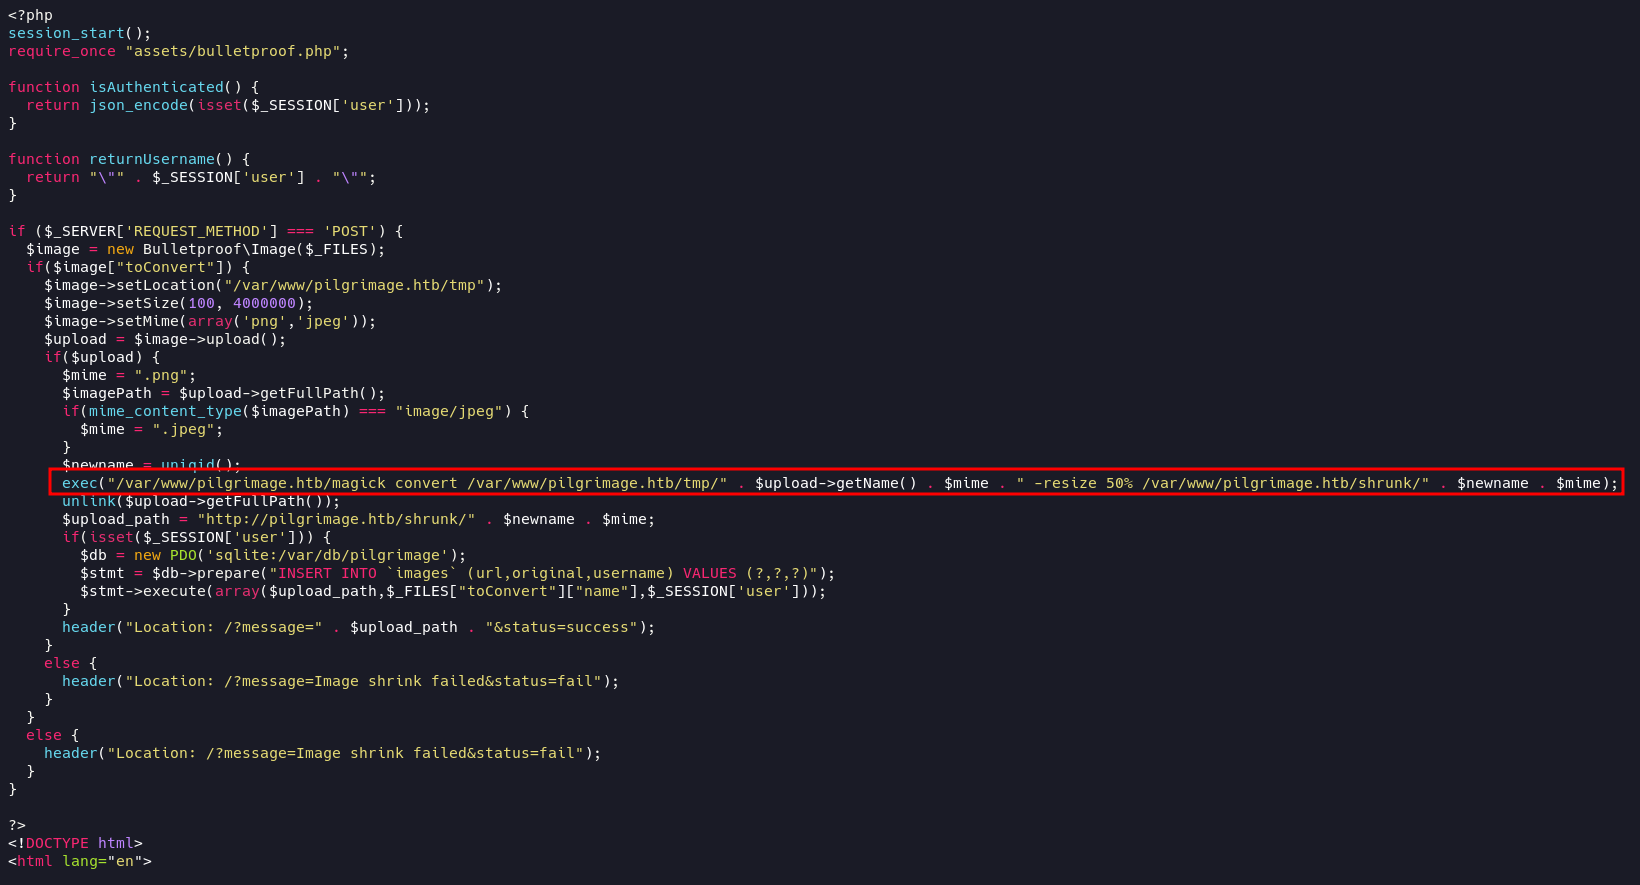 <?php
session_start();
require_once "assets/bulletproof.php";

function isAuthenticated() {
  return json_encode(isset($_SESSION['user']));
}

function returnUsername() {
  return "\"" . $_SESSION['user'] . "\"";
}

if ($_SERVER['REQUEST_METHOD'] === 'POST') {
  $image = new Bulletproof\Image($_FILES);
  if($image["toConvert"]) {
    $image->setLocation("/var/www/pilgrimage.htb/tmp");
    $image->setSize(100, 4000000);
    $image->setMime(array('png','jpeg'));
    $upload = $image->upload();
    if($upload) {
      $mime = ".png";
      $imagePath = $upload->getFullPath();
      if(mime_content_type($imagePath) === "image/jpeg") {
        $mime = ".jpeg";
      }
      $newname = uniqid();
      exec("/var/www/pilgrimage.htb/magick convert /var/www/pilgrimage.htb/tmp/" . $upload->getName() . $mime . " -resize 50% /var/www/pilgrimage.htb/shrunk/" . $newname . $mime);
      unlink($upload->getFullPath());
      $upload_path = "http://pilgrimage.htb/shrunk/" . $newname . $mime;
      if(isset($_SESSION['user'])) {
        $db = new PDO('sqlite:/var/db/pilgrimage');
        $stmt = $db->prepare("INSERT INTO `images` (url,original,username) VALUES (?,?,?)");
        $stmt->execute(array($upload_path,$_FILES["toConvert"]["name"],$_SESSION['user']));
      }
      header("Location: /?message=" . $upload_path . "&status=success");
    }
    else {
      header("Location: /?message=Image shrink failed&status=fail");
    }
  }
  else {
    header("Location: /?message=Image shrink failed&status=fail");
  }
}

?>
<!DOCTYPE html>
<html lang="en">